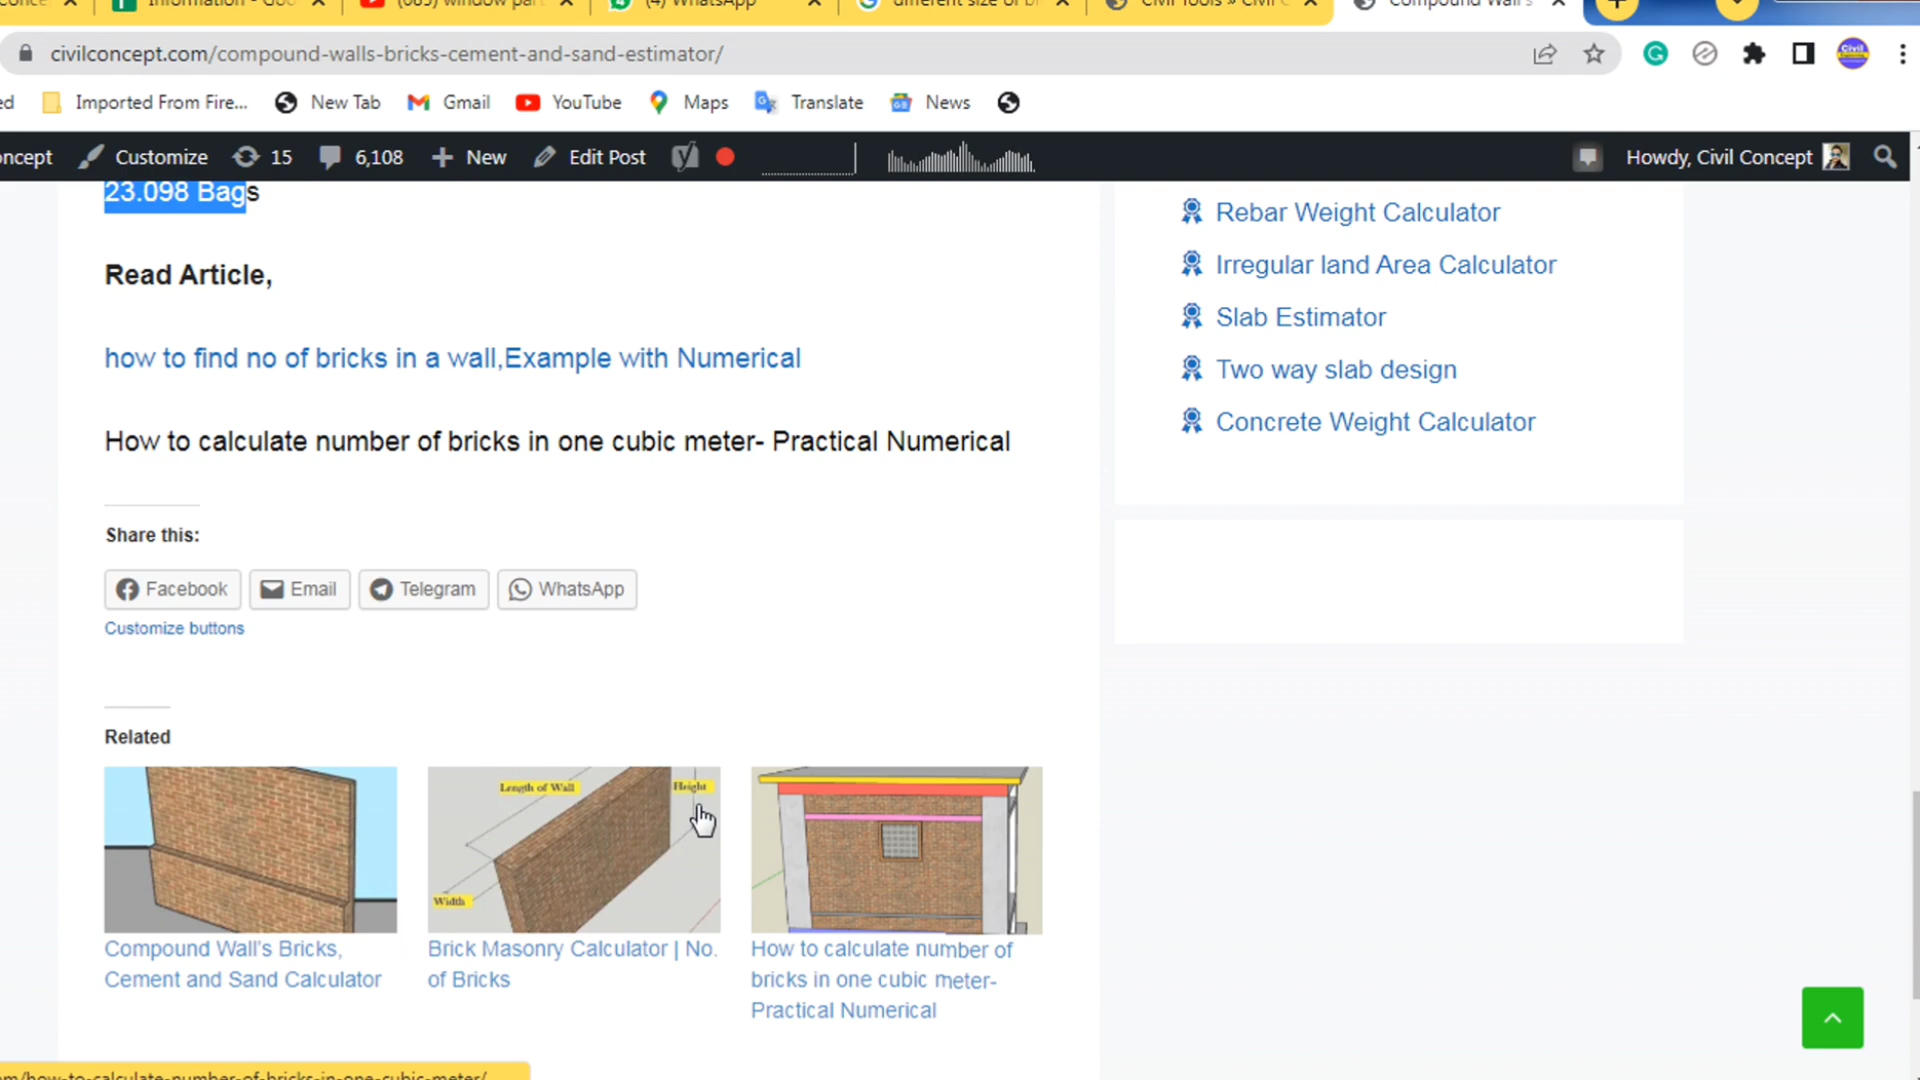 (4) WhatsApp
civilconcept.com/compound-walls-bricks-cement-and-sand-estimator/
Imported From Fire... New Tab Gmail YouTube Maps Translate News
ncept Customize 15 6,108 New Edit Post Howdy, Civil Concept
23.098 Bags
Read Article,
how to find no of bricks in a wall,Example with Numerical
How to calculate number of bricks in one cubic meter- Practical Numerical
Share this:
Facebook Email Telegram WhatsApp
Customize buttons
Related
Length of Wall
Height
Width
Compound Wall's Bricks,
Cement and Sand Calculator
Brick Masonry Calculator | No.
of Bricks
How to calculate number of
bricks in one cubic meter-
Practical Numerical
Rebar Weight Calculator
Irregular land Area Calculator
Slab Estimator
Two way slab design
Concrete Weight Calculator